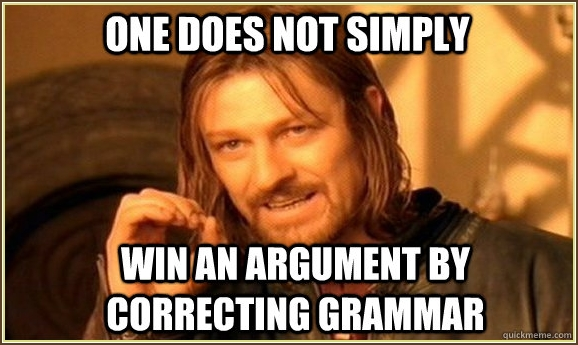 ONE DOES NOT SIMPLY
WIN AN ARGUMENT BY
CORRECTING GRAMMAR
quickmeme.com